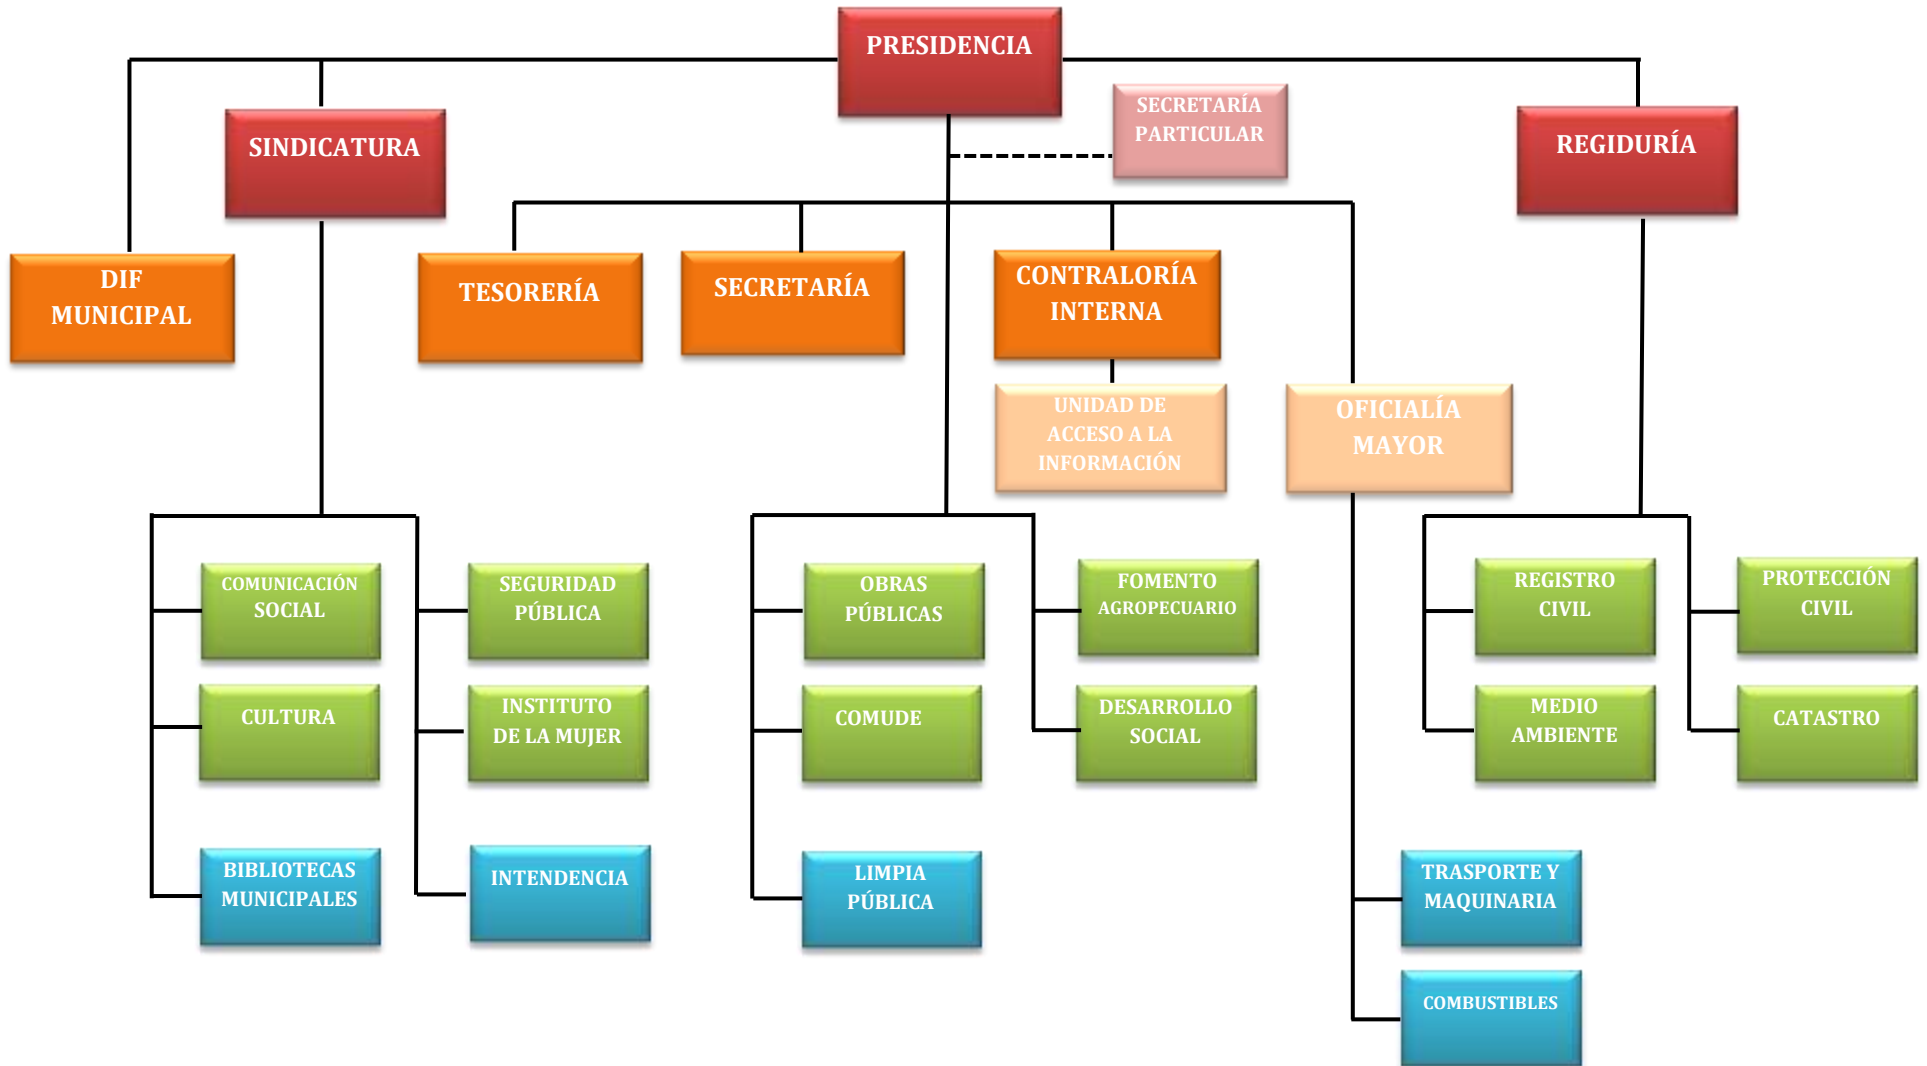 PRESIDENCIA
SECRETARÍA
PARTICULAR
SINDICATURA
REGIDURÍA
DIF
MUNICIPAL
TESORERÍA
SECRETARÍA
CONTRALORÍA
INTERNA
UNIDAD DE
ACCESO A LA
INFORMACIÓN
OFICIALÍA
MAYOR
COMUNICACIÓN
SOCIAL
SEGURIDAD
PÚBLICA
OBRAS
PÚBLICAS
FOMENTO
AGROPECUARIO
REGISTRO
CIVIL
PROTECCIÓN
CIVIL
CULTURA
INSTITUTO
DE LA MUJER
COMUDE
DESARROLLO
SOCIAL
MEDIO
AMBIENTE
CATASTRO
BIBLIOTECAS
MUNICIPALES
INTENDENCIA
LIMPIA
PÚBLICA
TRASPORTE Y
MAQUINARIA
COMBUSTIBLES